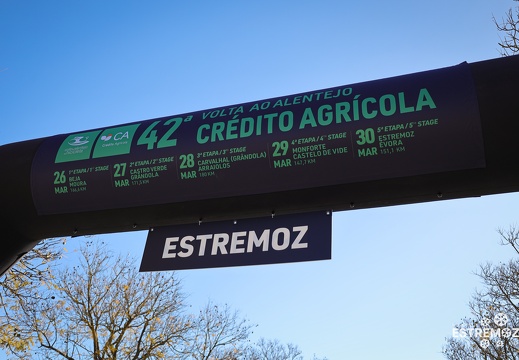 CA
42ª
VOLTA AO ALENTEJO
CRÉDITO AGRÍCOLA
26 MAR
1ª ETAPA / 1st STAGE
BEJA
MOURA
27 MAR
2ª ETAPA / 2nd STAGE
CASTRO VERDE
GRÂNDOLA
28 MAR
3ª ETAPA / 3rd STAGE
CARVALHAL (GRÂNDOLA)
ARRAIOLOS
29 MAR
4ª ETAPA / 4th STAGE
MONFORTE
CASTELO DE VIDE
30 MAR
5ª ETAPA / 5th STAGE
ESTREMOZ
ÉVORA
ESTREMOZ
ESTREMOZ